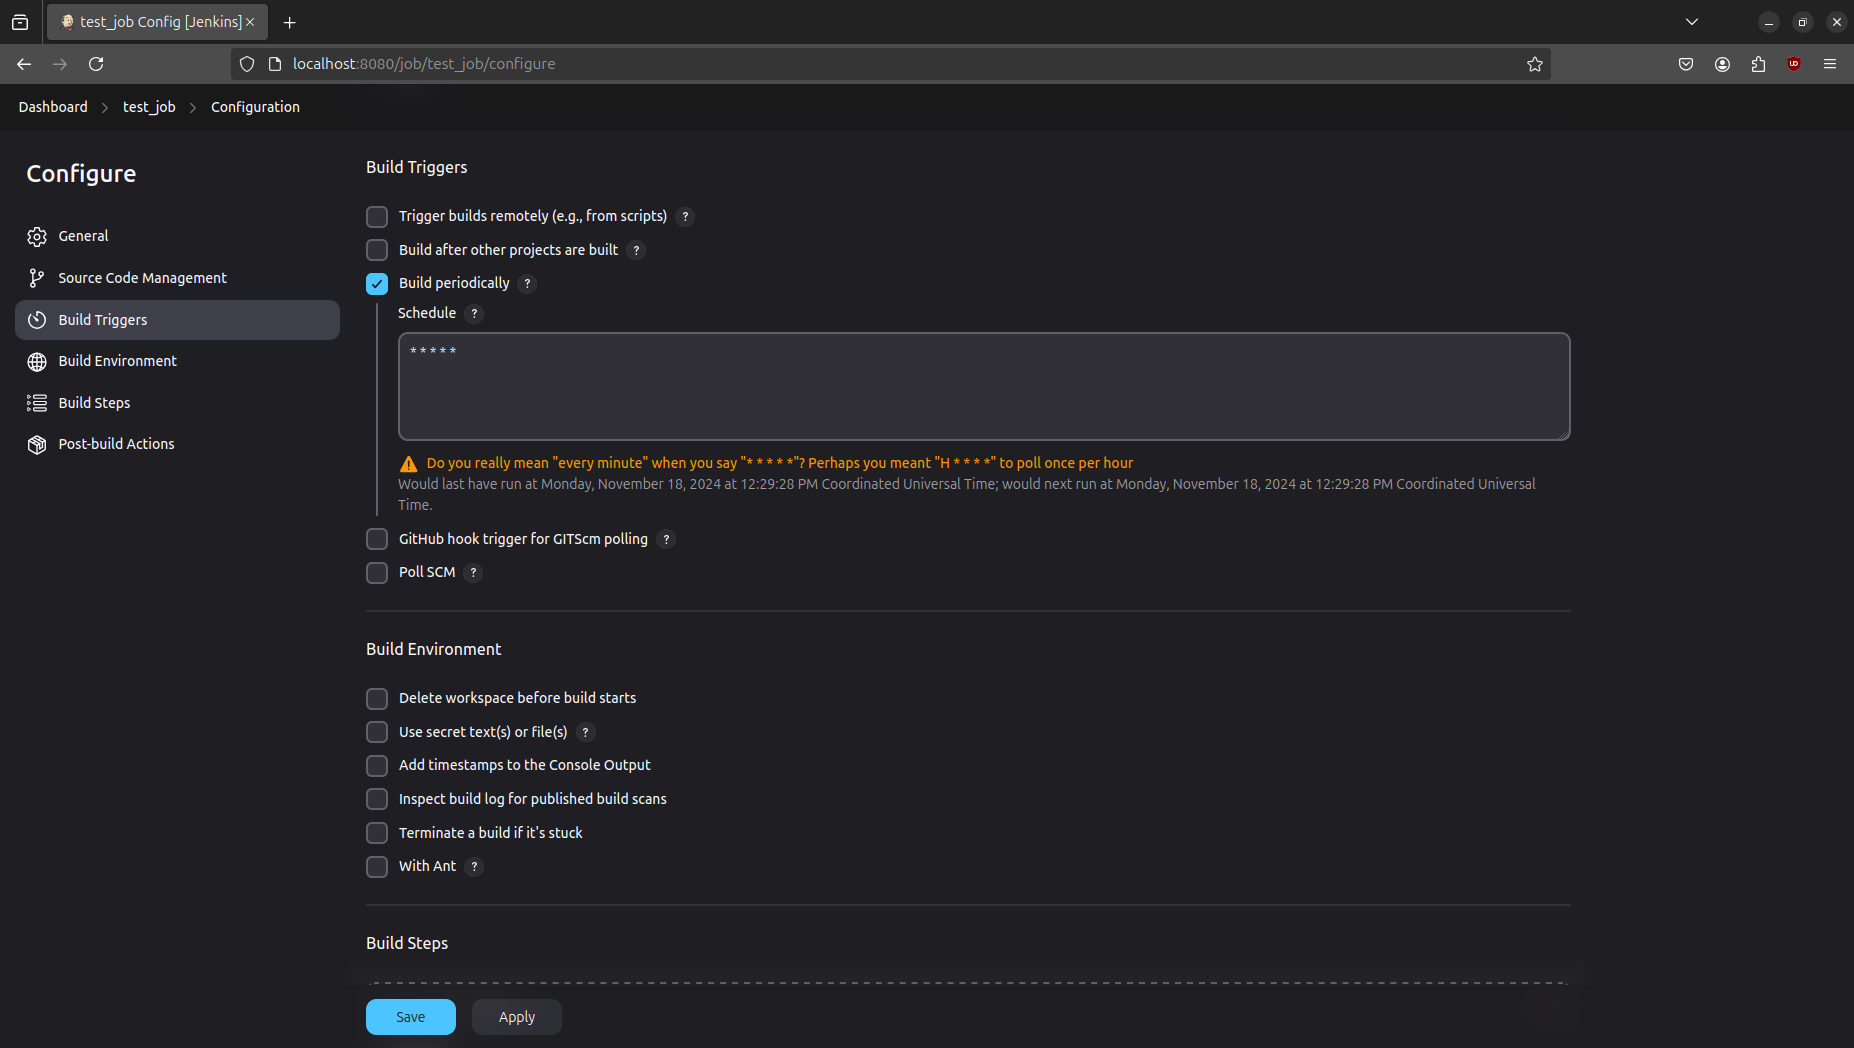 test_job Config [Jenkins]
localhost:8080/job/test_job/configure
Dashboard
test_job
Configuration
Configure
General
Source Code Management
Build Triggers
Build Environment
Build Steps
Post-build Actions
Build Triggers
Trigger builds remotely (e.g., from scripts) ?
Build after other projects are built ?
Build periodically ?
Schedule ?
* * * * *
Do you really mean "every minute" when you say "* * * * *"? Perhaps you meant "H * * * *" to poll once per hour
Would last have run at Monday, November 18, 2024 at 12:29:28 PM Coordinated Universal Time; would next run at Monday, November 18, 2024 at 12:29:28 PM Coordinated Universal
Time.
GitHub hook trigger for GITScm polling ?
Poll SCM ?
Build Environment
Delete workspace before build starts
Use secret text(s) or file(s) ?
Add timestamps to the Console Output
Inspect build log for published build scans
Terminate a build if it's stuck
With Ant ?
Build Steps
Save
Apply